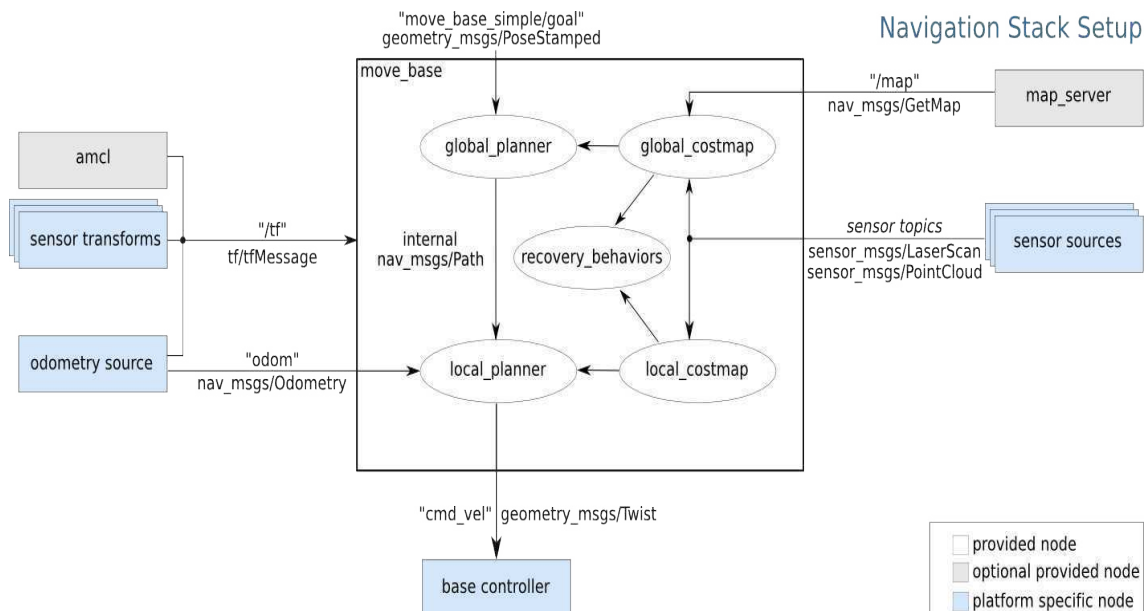 Navigation Stack Setup
"move_base_simple/goal"
geometry_msgs/PoseStamped
move_base
"/map"
nav_msgs/GetMap
map_server
amcl
global_planner
global_costmap
sensor transforms
"/tf"
tf/tfMessage
internal
nav_msgs/Path
recovery_behaviors
sensor topics
sensor_msgs/LaserScan
sensor_msgs/PointCloud
sensor sources
odometry source
"odom"
nav_msgs/Odometry
local_planner
local_costmap
"cmd_vel" geometry_msgs/Twist
base controller
provided node
optional provided node
platform specific node